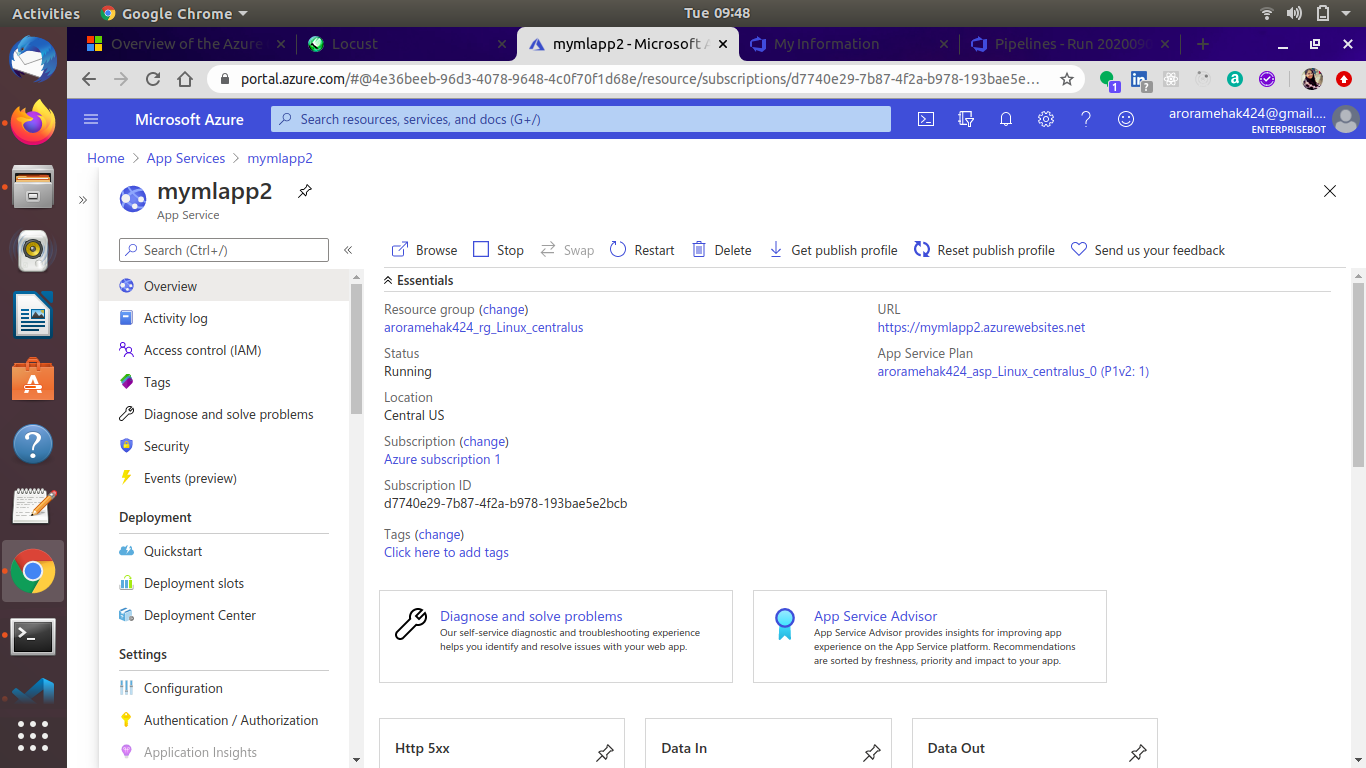 Activities
Google Chrome
Tue 09:48
Overview of the Azure
Locust
mymlapp2 - Microsoft A
My Information
Pipelines - Run 2020090
portal.azure.com/#@4e36beeb-96d3-4078-9648-4c0f70f1d68e/resource/subscriptions/d7740e29-7b87-4f2a-b978-193bae5e...
1
?
a
Microsoft Azure
Search resources, services, and docs (G+/)
aroramehak424@gmail....
ENTERPRISEBOT
Home > App Services > mymlapp2
mymlapp2
App Service
Search (Ctrl+/)
Browse
Stop
Swap
Restart
Delete
Get publish profile
Reset publish profile
Send us your feedback
Overview
Activity log
Access control (IAM)
Tags
Diagnose and solve problems
Security
Events (preview)
Deployment
Quickstart
Deployment slots
Deployment Center
Settings
Configuration
Authentication / Authorization
Application Insights
Essentials
Resource group (change)
aroramehak424_rg_Linux_centralus
Status
Running
Location
Central US
Subscription (change)
Azure subscription 1
Subscription ID
d7740e29-7b87-4f2a-b978-193bae5e2bcb
Tags (change)
Click here to add tags
URL
https://mymlapp2.azurewebsites.net
App Service Plan
aroramehak424_asp_Linux_centralus_0 (P1v2: 1)
Diagnose and solve problems
Our self-service diagnostic and troubleshooting experience
helps you identify and resolve issues with your web app.
App Service Advisor
App Service Advisor provides insights for improving app
experience on the App Service platform. Recommendations
are sorted by freshness, priority and impact to your app.
Http 5xx
Data In
Data Out